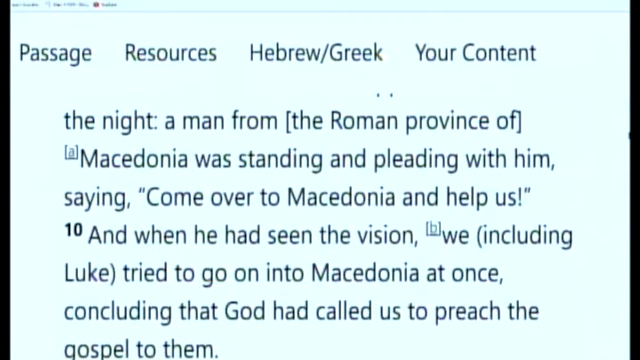 Passage Resources Hebrew/Greek Your Content
the night: a man from [the Roman province of]
[a]Macedonia was standing and pleading with him,
saying, “Come over to Macedonia and help us!”
10 And when he had seen the vision, [b]we (including
Luke) tried to go on into Macedonia at once,
concluding that God had called us to preach the
gospel to them.